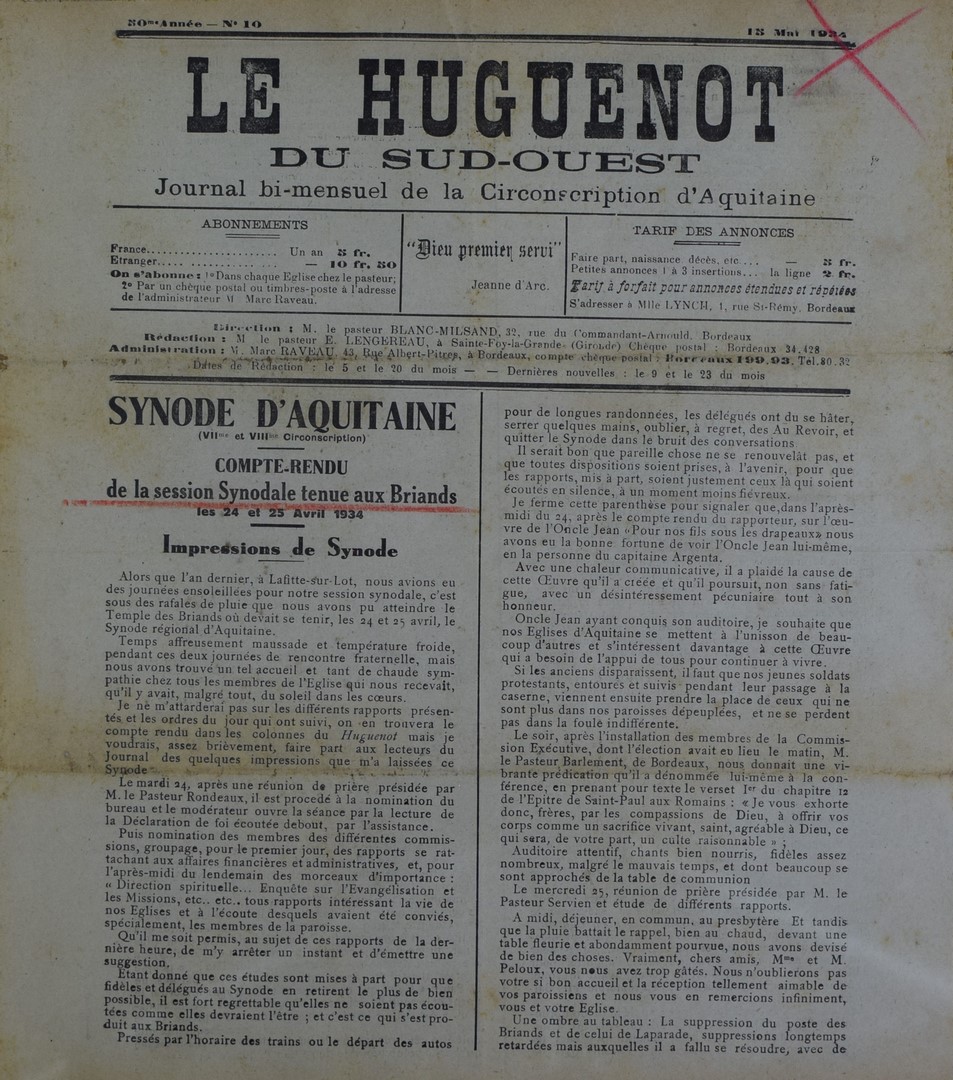 30me Année — No 10
15 Mai 1934
LE HUGUENOT
DU SUD-OUEST
Journal bi-mensuel de la Circonscription d'Aquitaine
ABONNEMENTS
France......................... Un an 5 fr.
Etranger...... ............ ... — 10 fr. 50
On s'abonne : 1o Dans chaque Eglise chez le pasteur;
2o Par un chèque postal ou timbres-poste à l'adresse
de l'administrateur M Marc Raveau.
"Dieu premier servi"
Jeanne d'Arc.
TARIF DES ANNONCES
Faire part, naissance, décès, etc.... — 5 fr.
Petites annonces 1 à 3 insertions... la ligne 2 fr.
Tarif à forfait pour annonces étendues et répétées
S'adresser à Mlle LYNCH, 1, rue St-Rémy, Bordeaux
Direction : M. le pasteur BLANC-MILSAND, 32, rue du Commandant-Arnould, Bordeaux
Rédaction : M le pasteur E. LENGEREAU, à Sainte-Foy-la-Grande (Gironde) Chèque postal : Bordeaux 34.428
Administration : M. Marc RAVEAU, 43, Rue Albert-Pitres, à Bordeaux, compte chèque postal : Bordeaux 199.93. Tel.80.32
Dates de Rédaction : le 5 et le 20 du mois — — Dernières nouvelles : le 9 et le 23 du mois
SYNODE D'AQUITAINE
(VIIme et VIIIme Circonscription)
COMPTE-RENDU
de la session Synodale tenue aux Briands
les 24 et 25 Avril 1934
Impressions de Synode
Alors que l'an dernier, à Lafitte-sur-Lot, nous avions eu
des journées ensoleillées pour notre session synodale, c'est
sous des rafales de pluie que nous avons pu atteindre le
Temple des Briands où devait se tenir, les 24 et 25 avril, le
Synode régional d'Aquitaine.
Temps affreusement maussade et température froide,
pendant ces deux journées de rencontre fraternelle, mais
nous avons trouvé un tel accueil et tant de chaude sym-
pathie chez tous les membres de l'Eglise qui nous recevait,
qu'il y avait, malgré tout, du soleil dans les cœurs.
Je ne m'attarderai pas sur les différents rapports présen-
tés et les ordres du jour qui ont suivi, on en trouvera le
compte rendu dans les colonnes du Huguenot mais je
voudrais, assez brièvement, faire part aux lecteurs du
Journal des quelques impressions que m'a laissées ce
Synode
Le mardi 24, après une réunion de prière présidée par
M. le Pasteur Rondeaux, il est procédé à la nomination du
bureau et le modérateur ouvre la séance par la lecture de
la Déclaration de foi écoutée debout, par l'assistance.
Puis nomination des membres des différentes commis-
sions, groupage, pour le premier jour, des rapports se rat-
tachant aux affaires financières et administratives, et, pour
l'après-midi du lendemain des morceaux d'importance :
« Direction spirituelle... Enquête sur l'Evangélisation et
les Missions, etc.. etc.. tous rapports intéressant la vie de
nos Eglises et à l'écoute desquels avaient été conviés,
spécialement, les membres de la paroisse.
Qu'il me soit permis, au sujet de ces rapports de la der-
nière heure, de m'y arrêter un instant et d'émettre une
suggestion.
Etant donné que ces études sont mises à part pour que
fidèles et délégués au Synode en retirent le plus de bien
possible, il est fort regrettable qu'elles ne soient pas écou-
tées comme elles devraient l'être ; et c'est ce qui s'est pro-
duit aux Briands.
Pressés par l'horaire des trains ou le départ des autos
pour de longues randonnées, les délégués ont du se hâter,
serrer quelques mains, oublier, à regret, des Au Revoir, et
quitter le Synode dans le bruit des conversations
Il serait bon que pareille chose ne se renouvelât pas, et
que toutes dispositions soient prises, à l'avenir, pour que
les rapports, mis à part, soient justement ceux là qui soient
écoutés en silence, à un moment moins fiévreux.
Je ferme cette parenthèse pour signaler que,dans l'après-
midi du 24, après le compte rendu du rapporteur, sur l'œu-
vre de l'Oncle Jean «Pour nos fils sous les drapeaux» nous
avons eu la bonne fortune de voir l'Oncle Jean lui-même,
en la personne du capitaine Argenta.
Avec une chaleur communicative, il a plaidé la cause de
cette Œuvre qu'il a créée et qu'il poursuit, non sans fati-
gue, avec un désintéressement pécuniaire tout à son
honneur.
Oncle Jean ayant conquis son auditoire, je souhaite que
nos Eglises d'Aquitaine se mettent à l'unisson de beau-
coup d'autres et s'intéressent davantage à cette Œuvre
qui a besoin de l'appui de tous pour continuer à vivre.
Si les anciens disparaissent, il faut que nos jeunes soldats
protestants, entourés et suivis pendant leur passage à la
caserne, viennent ensuite prendre la place de ceux qui ne
sont plus dans nos paroisses dépeuplées, et ne se perdent
pas dans la foule indifférente.
Le soir, après l'installation des membres de la Commis-
sion Exécutive, dont l'élection avait eu lieu le matin, M.
le Pasteur Barlement, de Bordeaux, nous donnait une vi-
brante prédication qu'il a dénommée lui-même à la con-
férence, en prenant pour texte le verset Ier du chapitre 12
de l'Epitre de Saint-Paul aux Romains : « Je vous exhorte
donc, frères, par les compassions de Dieu, à offrir vos
corps comme un sacrifice vivant, saint, agréable à Dieu, ce
qui sera, de votre part, un culte raisonnable » ;
Auditoire attentif, chants bien nourris, fidèles assez
nombreux, malgré le mauvais temps, et dont beaucoup se
sont approchés de la table de communion
Le mercredi 25, réunion de prière présidée par M. le
Pasteur Servien et étude de différents rapports.
A midi, déjeuner, en commun, au presbytère Et tandis
que la pluie battait le rappel, bien au chaud, devant une
table fleurie et abondamment pourvue, nous avons devisé
de bien des choses. Vraiment, chers amis, Mme et M.
Peloux, vous nous avez trop gâtés. Nous n'oublierons pas
votre si bon accueil et la réception tellement aimable de
vos paroissiens et nous vous en remercions infiniment,
vous et votre Eglise.
Une ombre au tableau : La suppression du poste des
Briands et de celui de Laparade, suppressions longtemps
retardées mais auxquelles il a fallu se résoudre, avec de